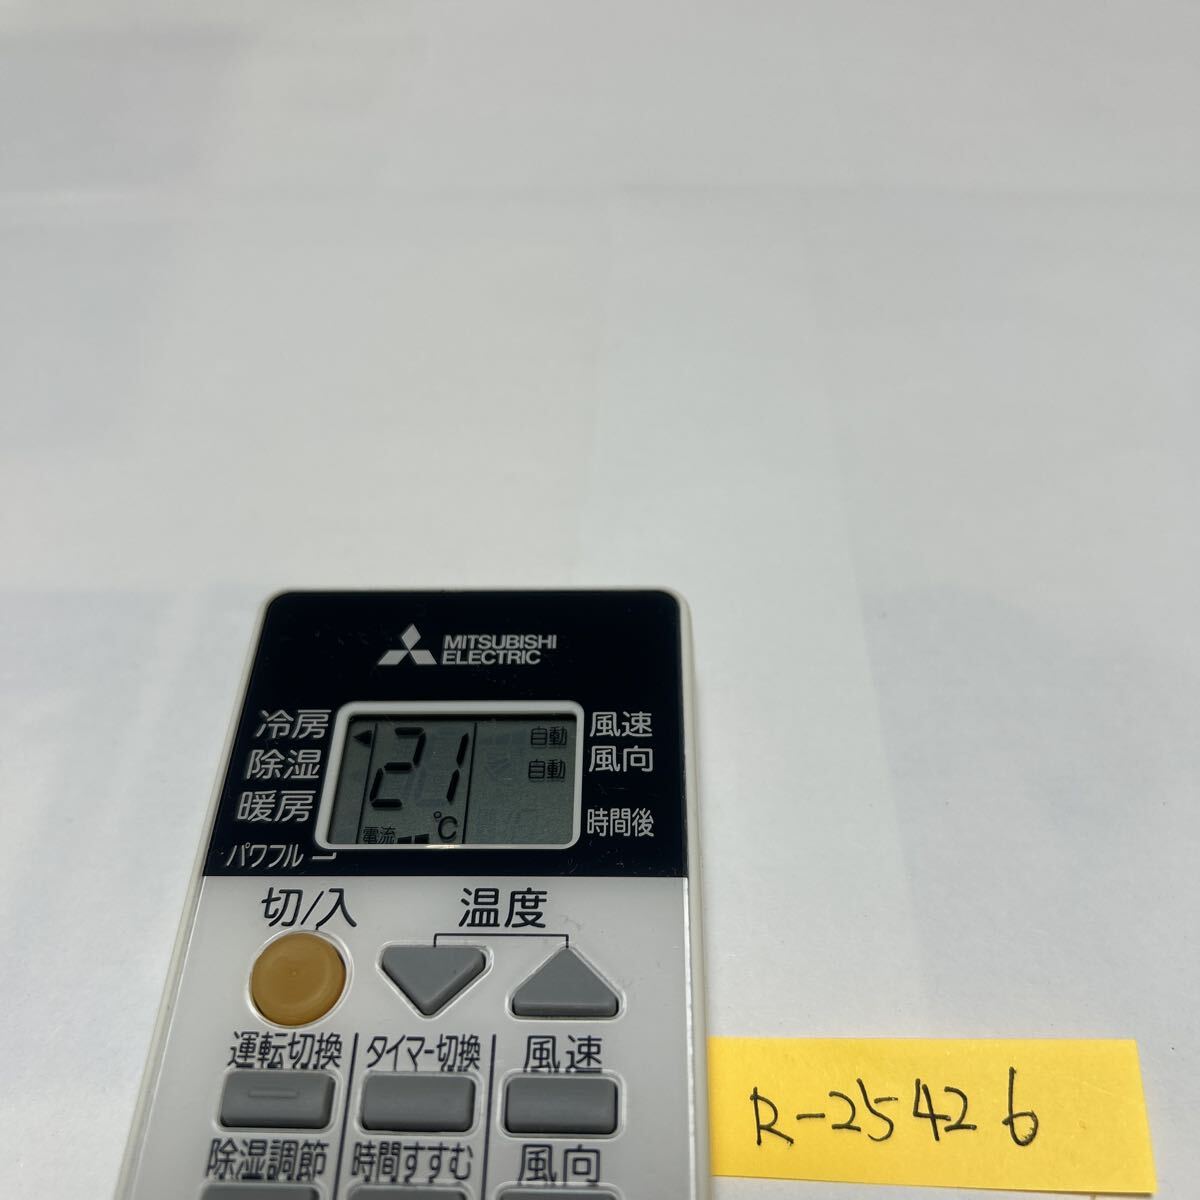 MITSUBISHI
ELECTRIC
冷房
除湿
暖房
パワフル
21℃
電流
自動
自動
風速
風向
時間後
切/入
温度
運転切換
タイマー切換
風速
除湿調節
時間すすむ
風向
R-25426